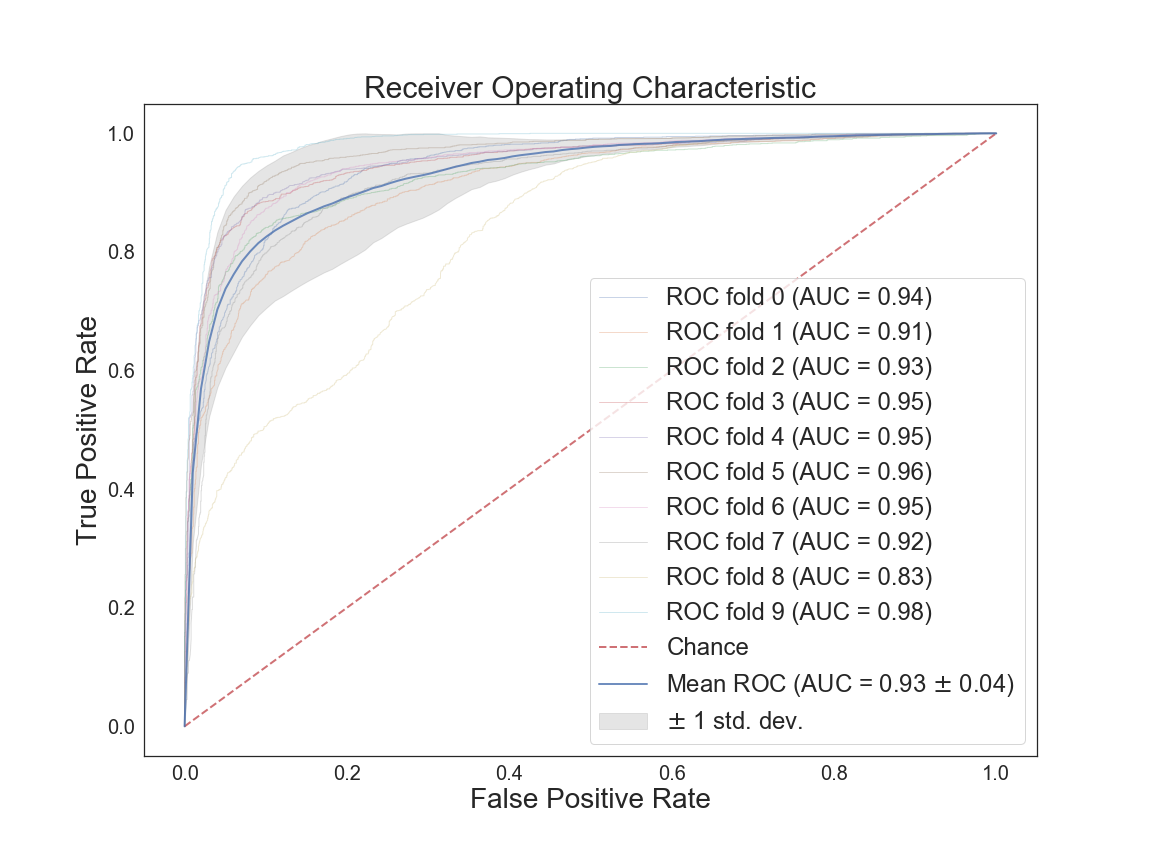 Receiver Operating Characteristic
True Positive Rate
1.0
0.8
0.6
0.4
0.2
0.0
ROC fold 0 (AUC = 0.94)
ROC fold 1 (AUC = 0.91)
ROC fold 2 (AUC = 0.93)
ROC fold 3 (AUC = 0.95)
ROC fold 4 (AUC = 0.95)
ROC fold 5 (AUC = 0.96)
ROC fold 6 (AUC = 0.95)
ROC fold 7 (AUC = 0.92)
ROC fold 8 (AUC = 0.83)
ROC fold 9 (AUC = 0.98)
Chance
Mean ROC (AUC = 0.93 ± 0.04)
± 1 std. dev.
0.0 0.2 0.4 0.6 0.8 1.0
False Positive Rate